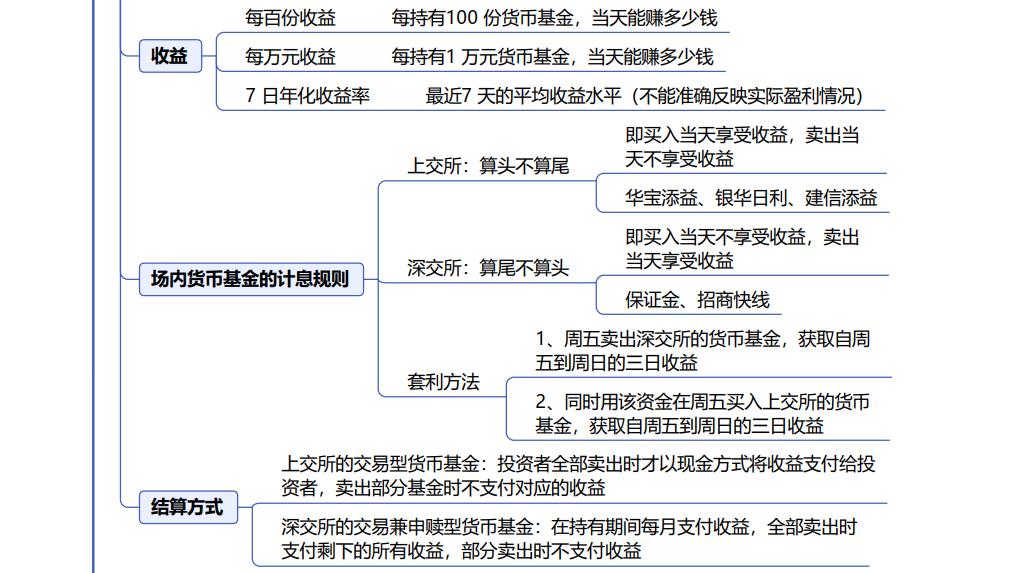 每百份收益 每持有100 份货币基金，当天能赚多少钱
收益
每万元收益 每持有1 万元货币基金，当天能赚多少钱
7 日年化收益率 最近7 天的平均收益水平（不能准确反映实际盈利情况）
场内货币基金的计息规则
上交所：算头不算尾
即买入当天享受收益，卖出当
天不享受收益
华宝添益、银华日利、建信添益
深交所：算尾不算头
即买入当天不享受收益，卖出
当天享受收益
保证金、招商快线
套利方法
1、周五卖出深交所的货币基金，获取自周
五到周日的三日收益
2、同时用该资金在周五买入上交所的货币
基金，获取自周五到周日的三日收益
结算方式
上交所的交易型货币基金：投资者全部卖出时才以现金方式将收益支付给投
资者，卖出部分基金时不支付对应的收益
深交所的交易兼申赎型货币基金：在持有期间每月支付收益，全部卖出时
支付剩下的所有收益，部分卖出时不支付收益